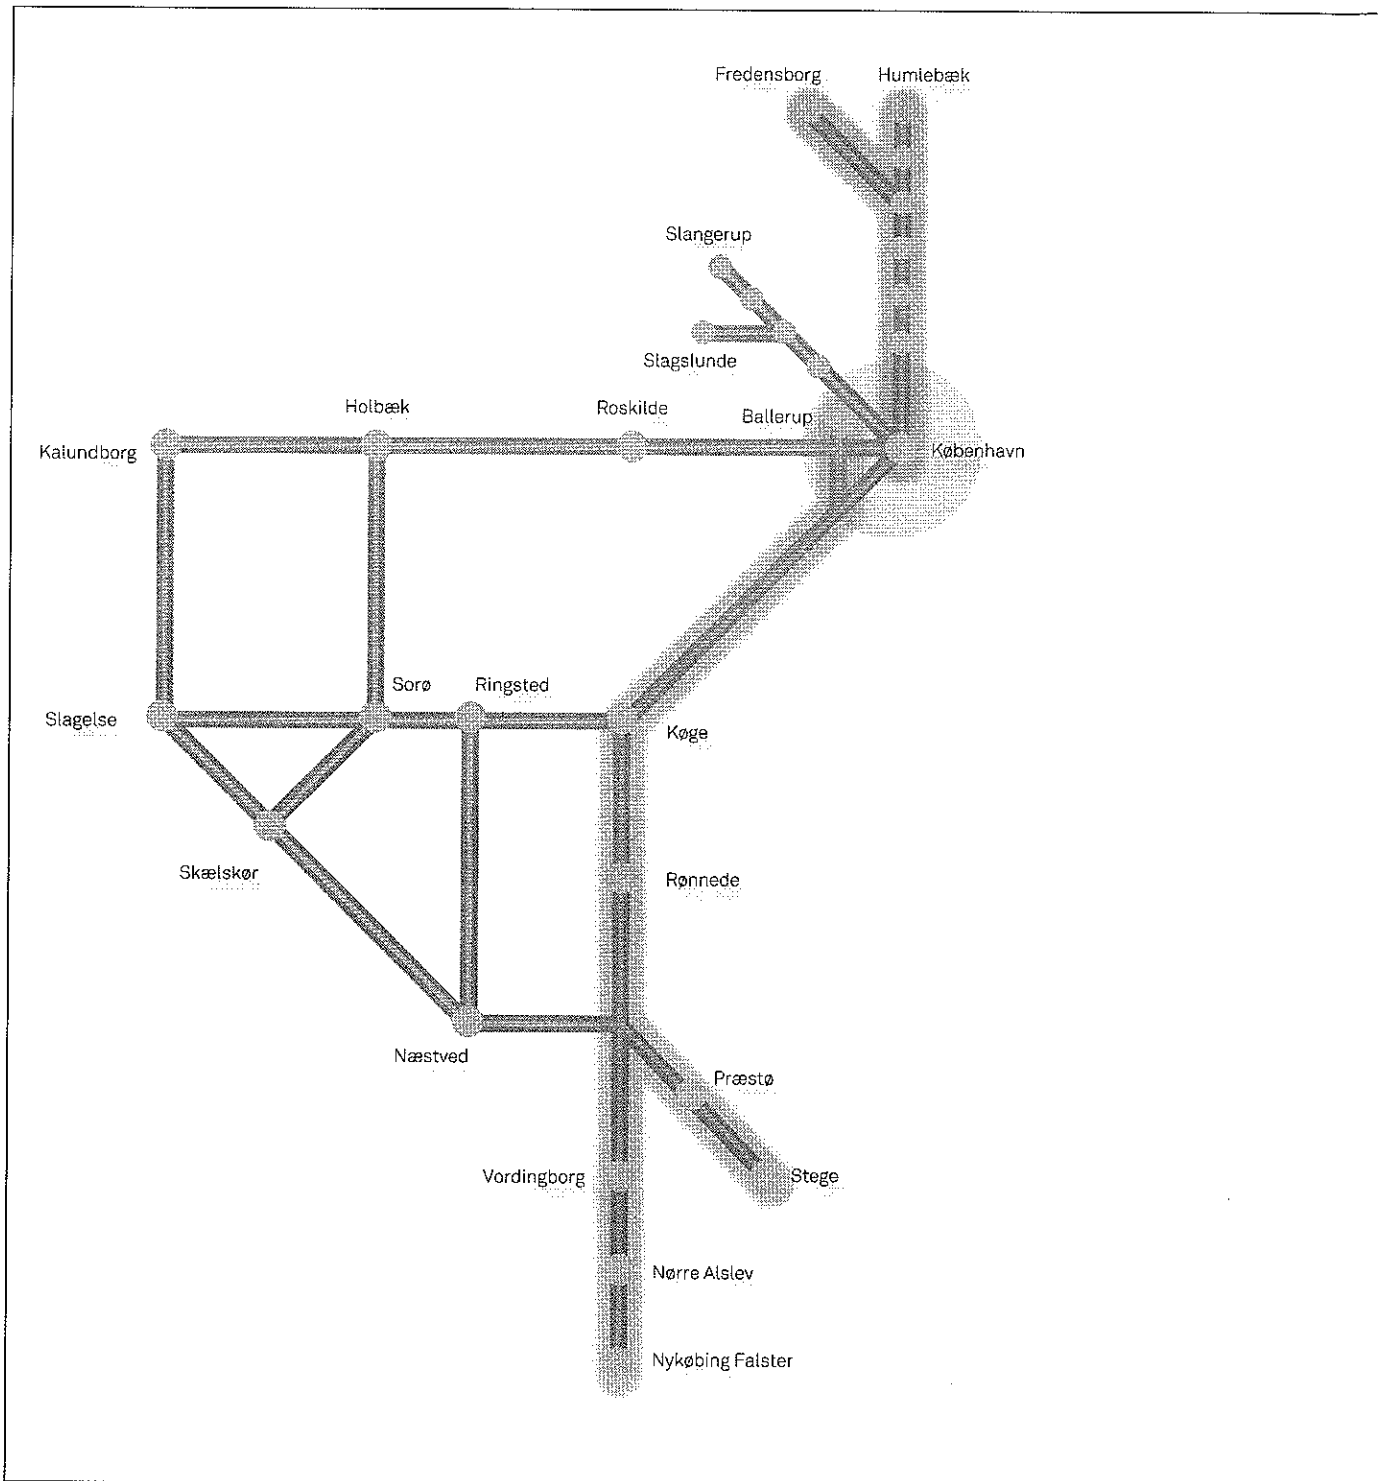 Fredensborg
Humlebæk
Slangerup
Slagslunde
Holbæk
Roskilde
Ballerup
Kalundborg
København
Sorø
Ringsted
Slagelse
Køge
Skælskør
Rønnede
Næstved
Præstø
Vordingborg
Stege
Nørre Alslev
Nykøbing Falster